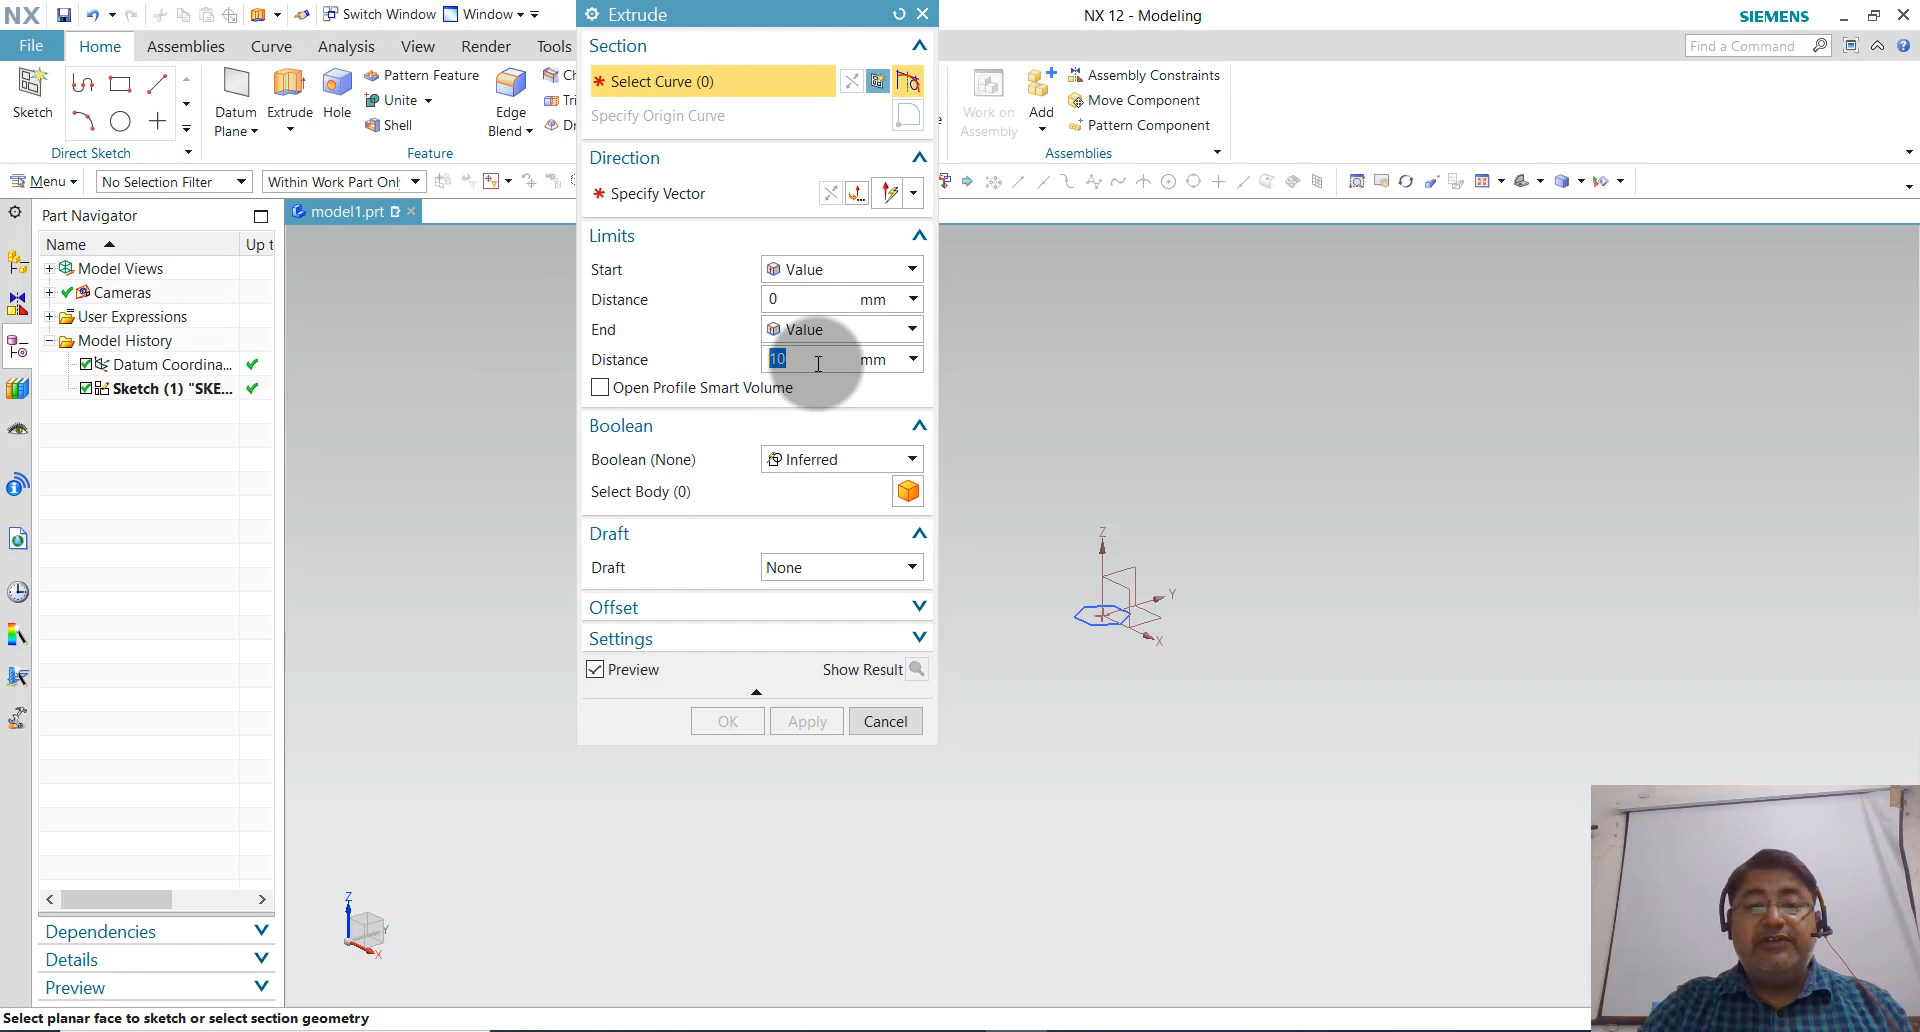 NX
Switch Window
Window
Extrude
NX 12 - Modeling
SIEMENS
File
Home
Assemblies
Curve
Analysis
View
Render
Tools
Find a Command
Sketch
Direct Sketch
Datum
Plane
Extrude
Hole
Pattern Feature
Unite
Shell
Feature
Edge
Blend
Ch
Tri
Dr
Work on
Assembly
Add
Assembly Constraints
Move Component
Pattern Component
Assemblies
Menu
No Selection Filter
Within Work Part Onl
Section
* Select Curve (0)
Specify Origin Curve
Direction
* Specify Vector
Limits
Start
Value
Distance
0 mm
End
Value
Distance
10 mm
Open Profile Smart Volume
Boolean
Boolean (None)
Inferred
Select Body (0)
Draft
Draft
None
Offset
Settings
Preview
Show Result
OK
Apply
Cancel
Part Navigator
Name
Up t
Model Views
Cameras
User Expressions
Model History
Datum Coordina...
Sketch (1) "SKE...
Dependencies
Details
Preview
model1.prt
Z
Y
X
Z
Y
X
Select planar face to sketch or select section geometry